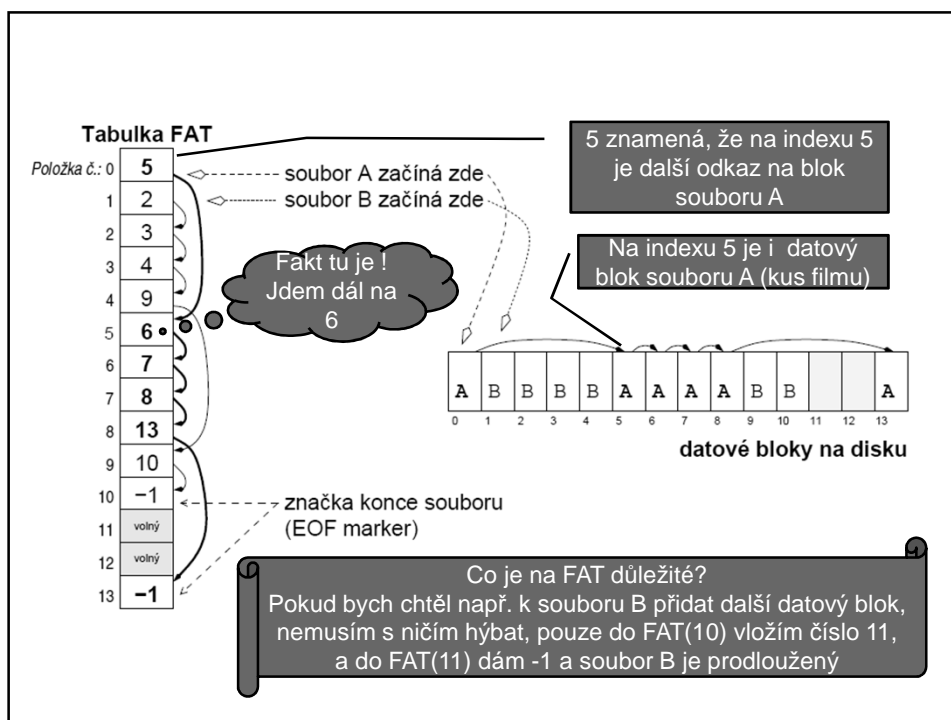 Tabulka FAT
Položka č.: 0 5
1 2
2 3
3 4
4 9
5 6
6 7
7 8
8 13
9 10
10 −1
11 volný
12 volný
13 −1
soubor A začíná zde
soubor B začíná zde
5 znamená, že na indexu 5
je další odkaz na blok
souboru A
Na indexu 5 je i datový
blok souboru A (kus filmu)
Fakt tu je !
Jdem dál na
6
A B B B B A A A A B B A
0 1 2 3 4 5 6 7 8 9 10 11 12 13
datové bloky na disku
značka konce souboru
(EOF marker)
Co je na FAT důležité?
Pokud bych chtěl např. k souboru B přidat další datový blok,
nemusím s ničím hýbat, pouze do FAT(10) vložím číslo 11,
a do FAT(11) dám -1 a soubor B je prodloužený